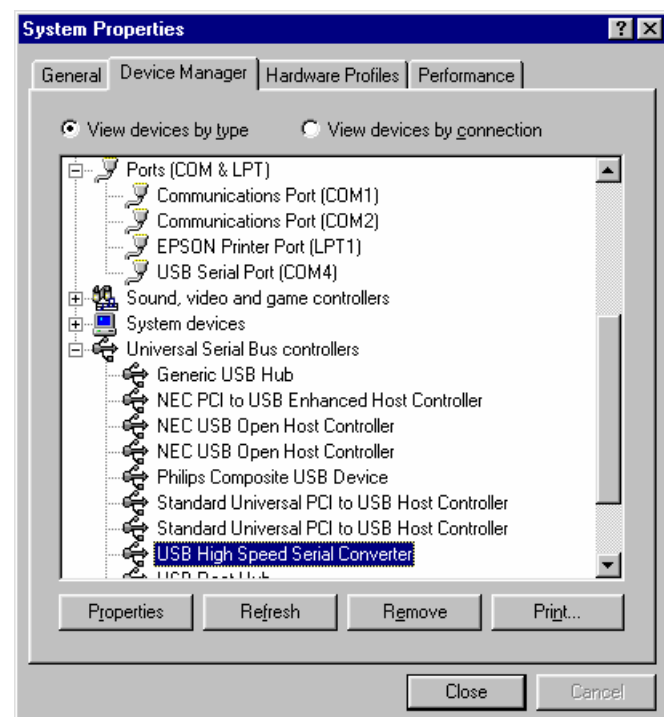 System Properties
General Device Manager Hardware Profiles Performance
View devices by type View devices by connection
Ports (COM & LPT)
Communications Port (COM1)
Communications Port (COM2)
EPSON Printer Port (LPT1)
USB Serial Port (COM4)
Sound, video and game controllers
System devices
Universal Serial Bus controllers
Generic USB Hub
NEC PCI to USB Enhanced Host Controller
NEC USB Open Host Controller
NEC USB Open Host Controller
Philips Composite USB Device
Standard Universal PCI to USB Host Controller
Standard Universal PCI to USB Host Controller
USB High Speed Serial Converter
USB Root Hub
Properties Refresh Remove Print...
Close Cancel